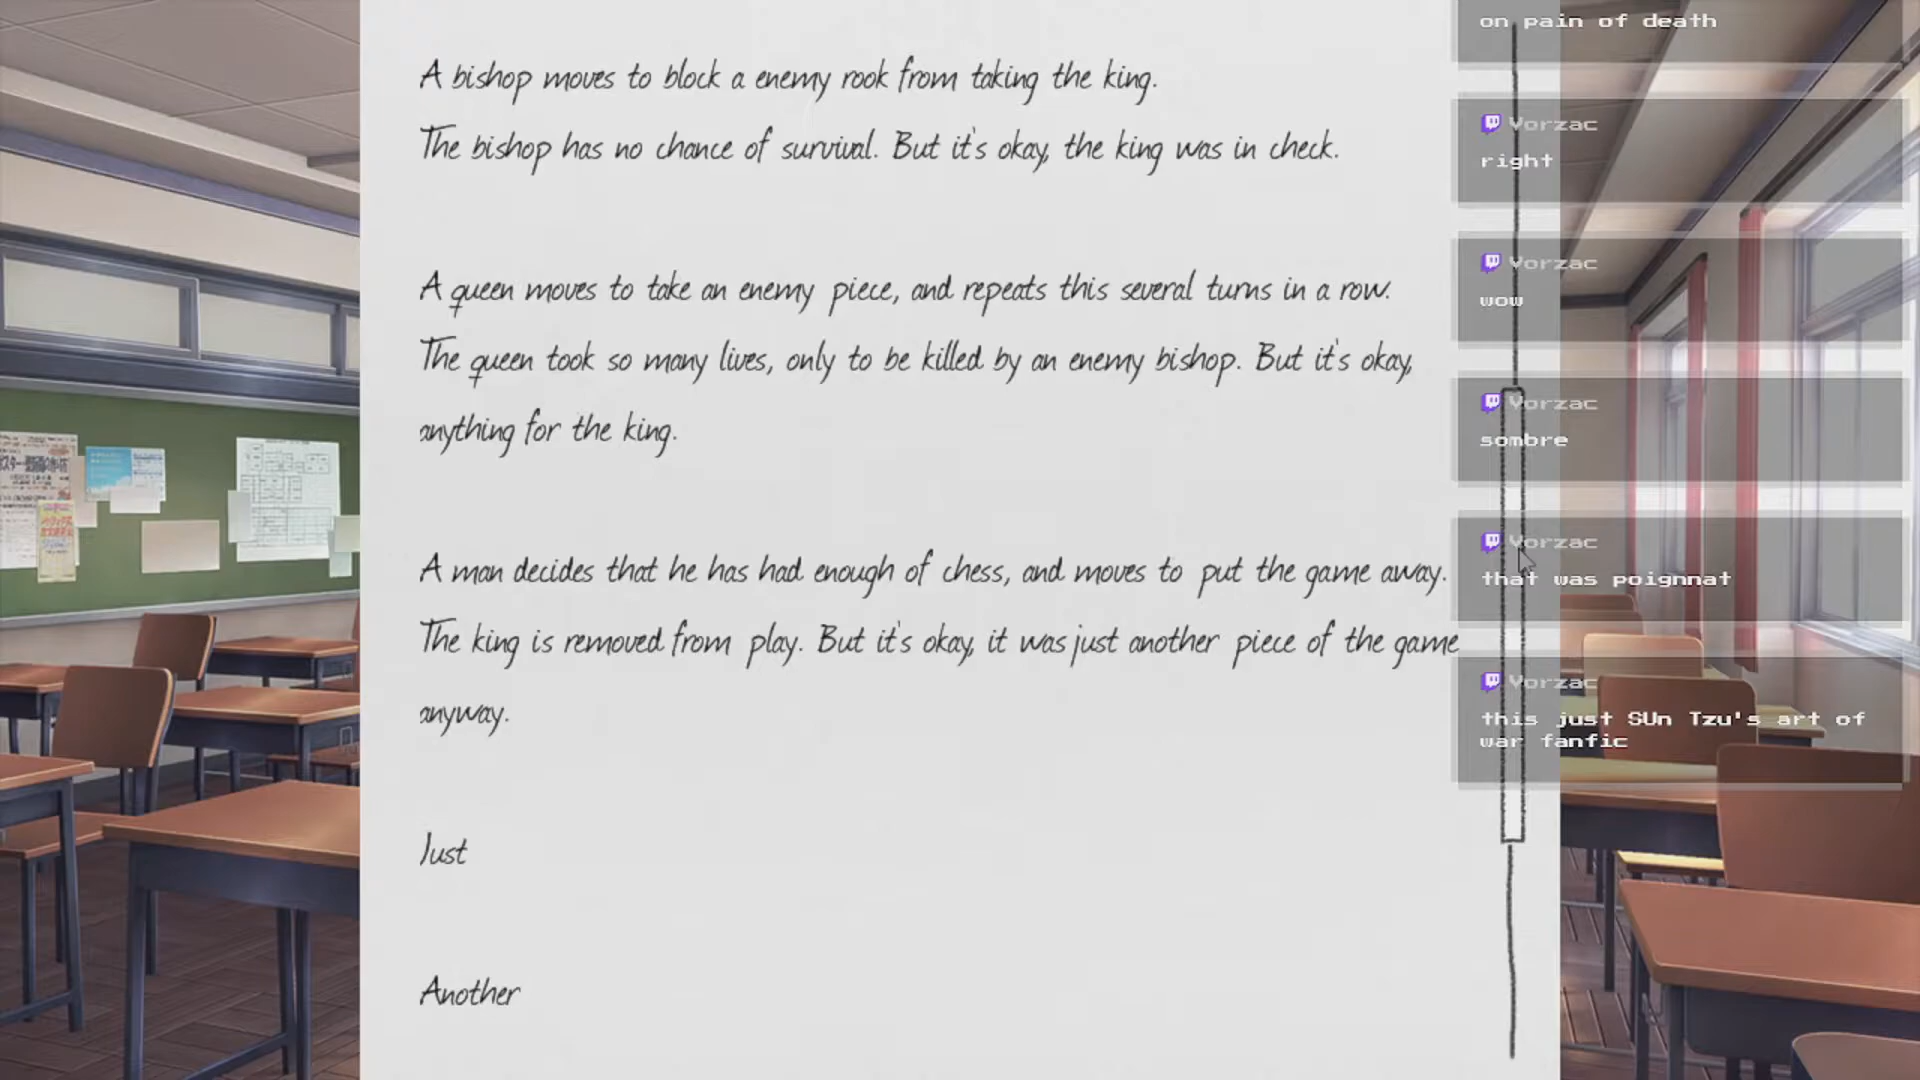 A bishop moves to block a enemy rook from taking the king.
The bishop has no chance of survival. But it's okay, the king was in check.
A queen moves to take an enemy piece, and repeats this several turns in a row.
The queen took so many lives, only to be killed by an enemy bishop. But it's okay,
anything for the king.
A man decides that he has had enough of chess, and moves to put the game away.
The king is removed from play. But it's okay, it was just another piece of the game
anyway.
Just
Another
on pain of death
Vorzac
right
Vorzac
wow
Vorzac
sombre
Vorzac
that was poignnat
Vorzac
this just SUn Tzu's art of
war fanfic